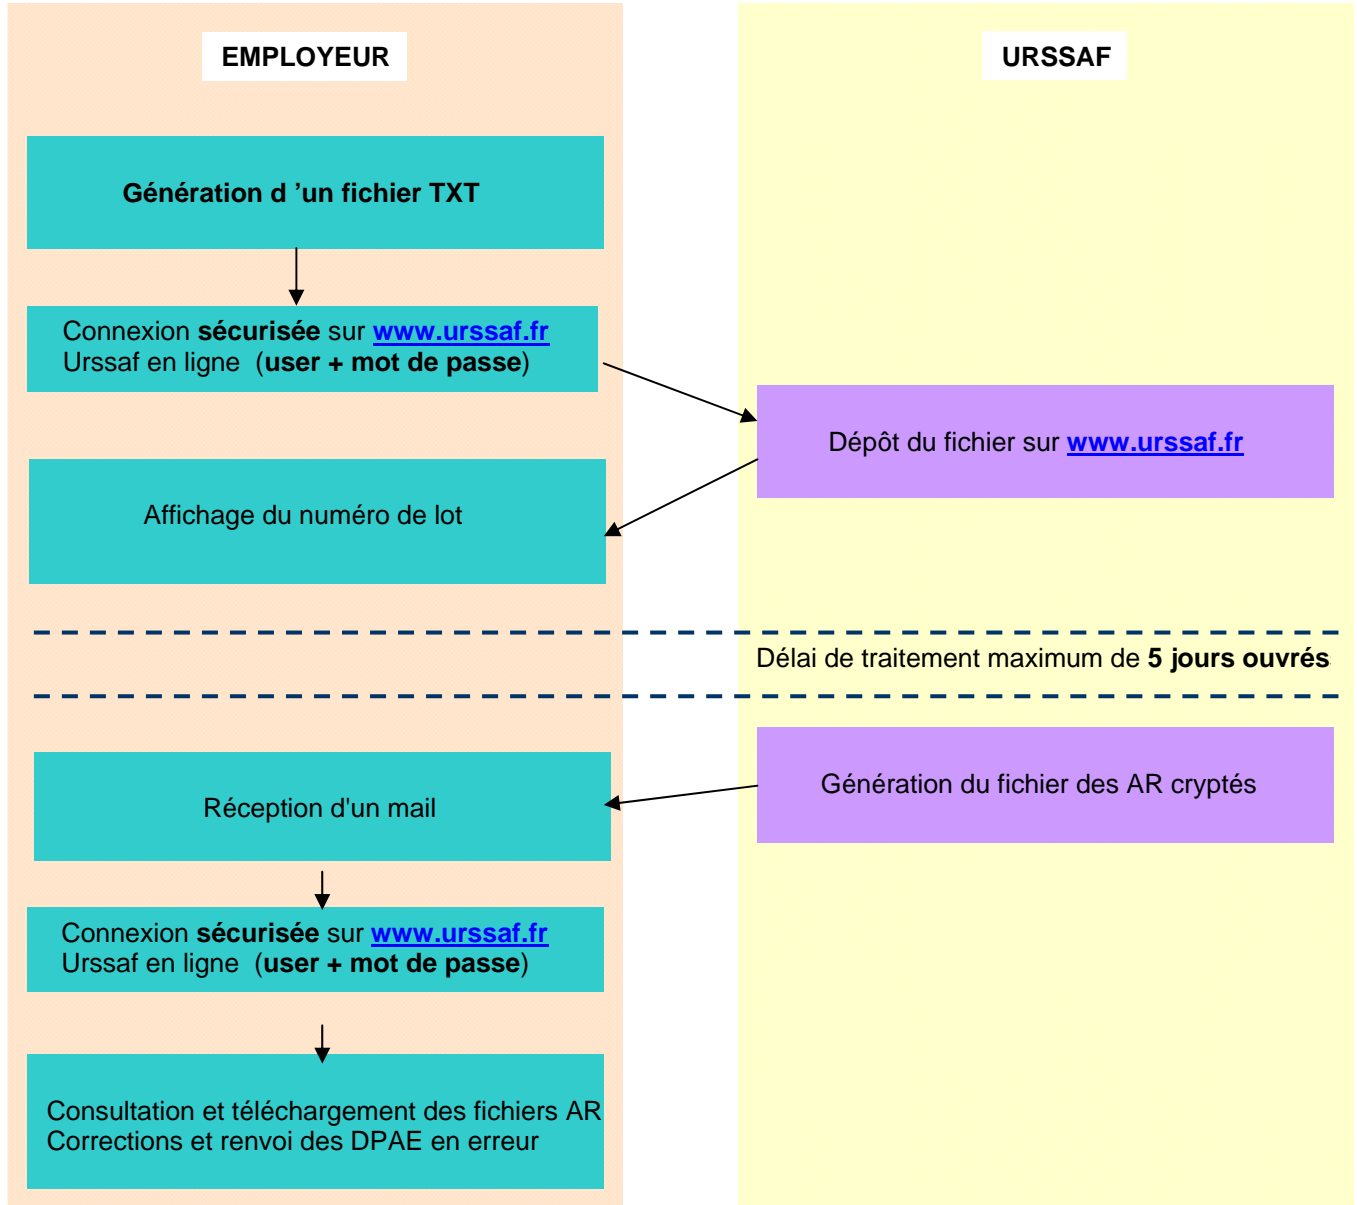 EMPLOYEUR
URSSAF
Génération d ’un fichier TXT
Connexion sécurisée sur www.urssaf.fr
Urssaf en ligne (user + mot de passe)
Dépôt du fichier sur www.urssaf.fr
Affichage du numéro de lot
Délai de traitement maximum de 5 jours ouvrés
Génération du fichier des AR cryptés
Réception d'un mail
Connexion sécurisée sur www.urssaf.fr
Urssaf en ligne (user + mot de passe)
Consultation et téléchargement des fichiers AR
Corrections et renvoi des DPAE en erreur